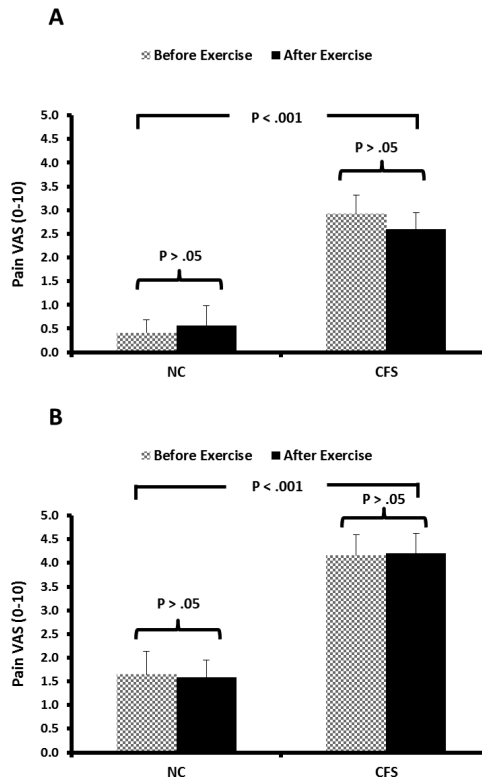 A
Before Exercise After Exercise
P < .001
P > .05
P > .05
Pain VAS (0-10)
5.0
4.5
4.0
3.5
3.0
2.5
2.0
1.5
1.0
0.5
0.0
NC CFS
B
Before Exercise After Exercise
P < .001
P > .05
P > .05
Pain VAS (0-10)
5.0
4.5
4.0
3.5
3.0
2.5
2.0
1.5
1.0
0.5
0.0
NC CFS